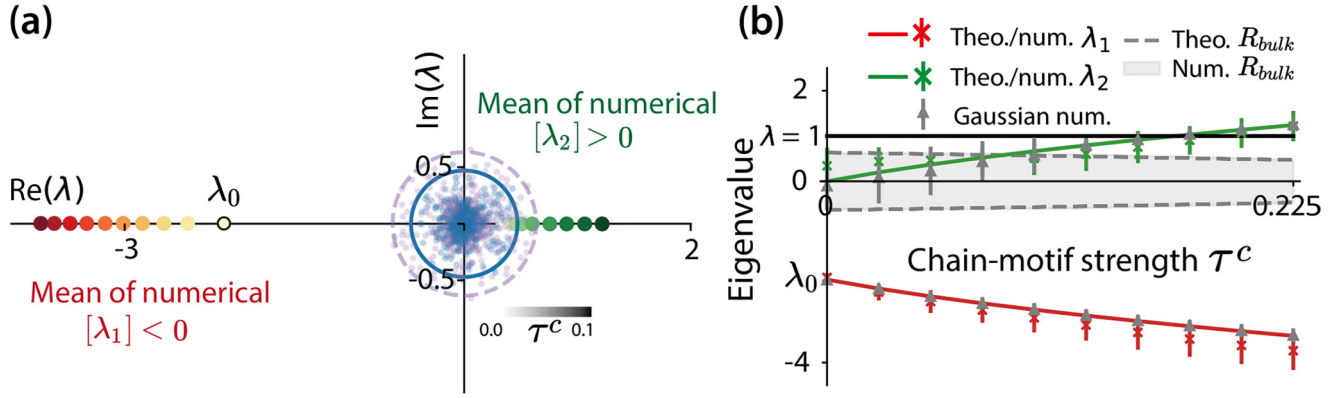 (a)
Im(λ)
Mean of numerical
[λ₂] > 0
0.5
Re(λ)
λ₀
-3
2
-0.5
Mean of numerical
[λ₁] < 0
0.0 τᶜ 0.1
(b)
Theo./num. λ₁
Theo. R_bulk
Theo./num. λ₂
Num. R_bulk
Gaussian num.
Eigenvalue
2
λ = 1
0
0
0.225
Chain-motif strength τᶜ
λ₀
-4